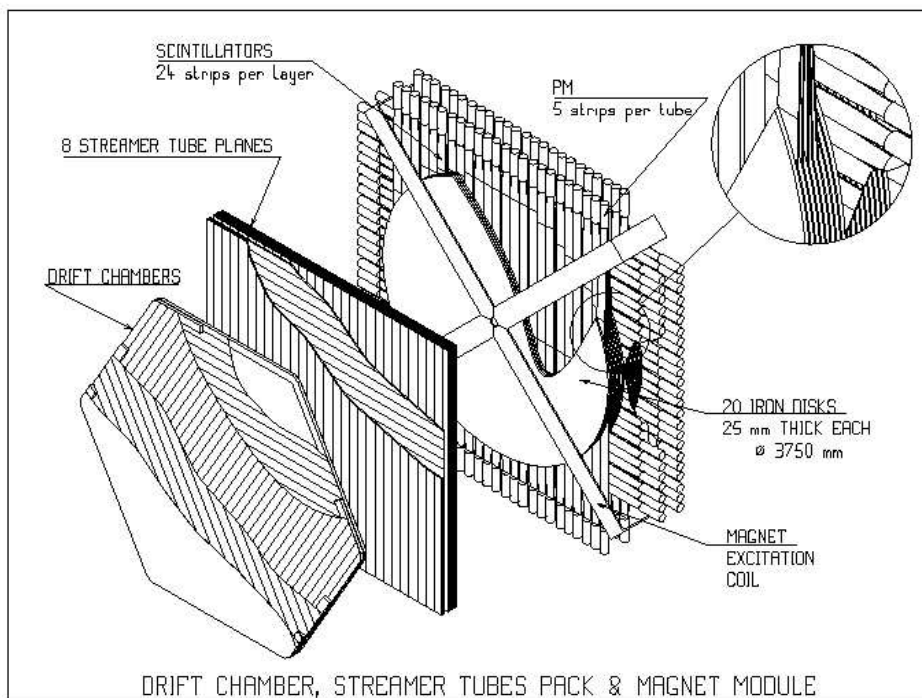 SCINTILLATORS
24 strips per layer
PM
5 strips per tube
8 STREAMER TUBE PLANES
DRIFT CHAMBERS
20 IRON DISKS
25 mm THICK EACH
ø 3750 mm
MAGNET
EXCITATION
COIL
DRIFT CHAMBER, STREAMER TUBES PACK & MAGNET MODULE